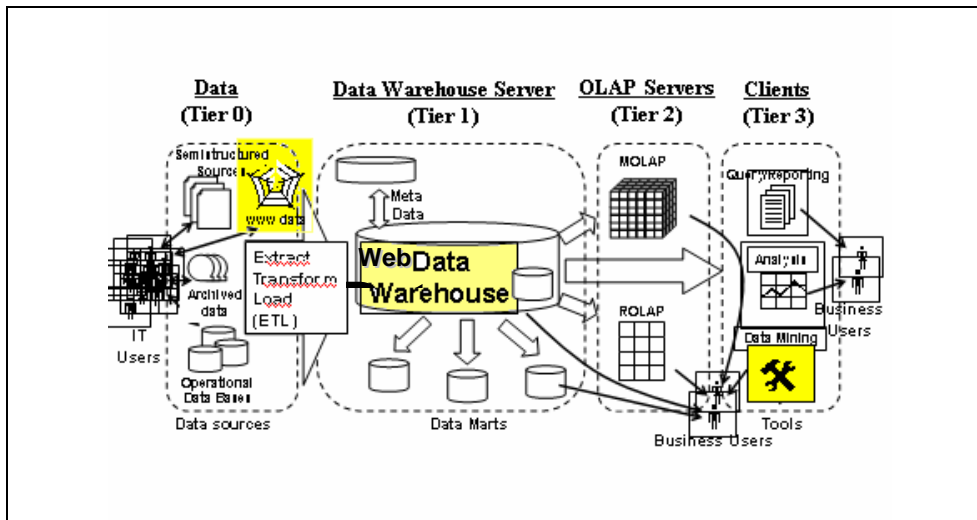 Data
(Tier 0)
Data Warehouse Server
(Tier 1)
OLAP Servers
(Tier 2)
Clients
(Tier 3)
Semistructured
Sources
www data
Archived
data
Operational
Data Bases
Data sources
IT
Users
Extract
Transform
Load
(ETL)
Meta
Data
Web Data
Warehouse
Data Marts
MOLAP
ROLAP
Query/Reporting
Analysis
Data Mining
Tools
Business
Users
Business Users